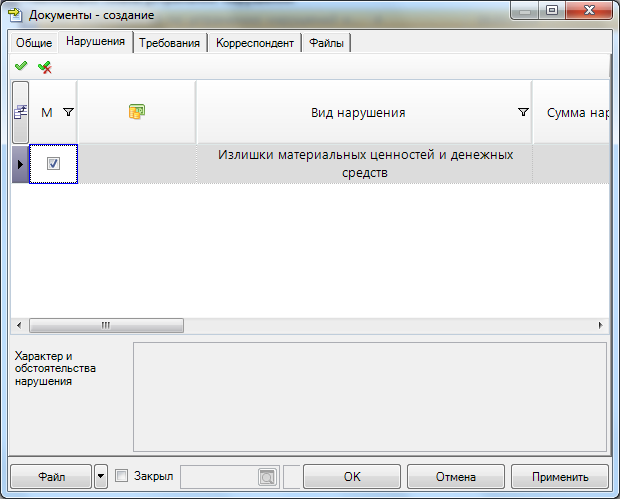 Документы - создание
Общие Нарушения Требования Корреспондент Файлы
М Вид нарушения Сумма нар
Излишки материальных ценностей и денежных
средств
Характер и
обстоятельства
нарушения
Файл Закрыл OK Отмена Применить